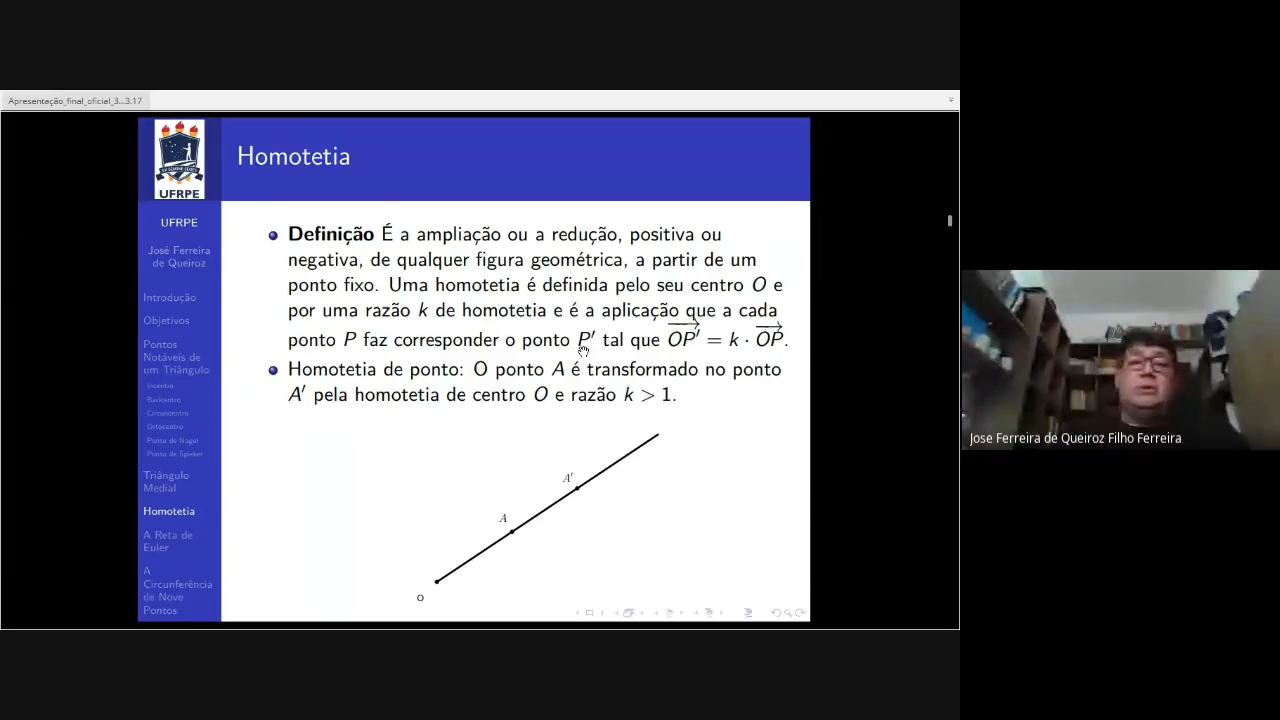 Apresentação_final_oficial_3...3.17
UFRPE
Homotetia
UFRPE
José Ferreira
de Queiroz
Introdução
Objetivos
Pontos
Notáveis de
um Triângulo
Incentro
Baricentro
Circuncentro
Ortocentro
Ponto de Nagel
Ponto de Spieker
Triângulo
Medial
Homotetia
A Reta de
Euler
A
Circunferência
de Nove
Pontos
Definição É a ampliação ou a redução, positiva ou
negativa, de qualquer figura geométrica, a partir de um
ponto fixo. Uma homotetia é definida pelo seu centro O e
por uma razão k de homotetia e é a aplicação que a cada
ponto P faz corresponder o ponto P′ tal que OP′ = k · OP.
Homotetia de ponto: O ponto A é transformado no ponto
A′ pela homotetia de centro O e razão k > 1.
A′
A
O
Jose Ferreira de Queiroz Filho Ferreira